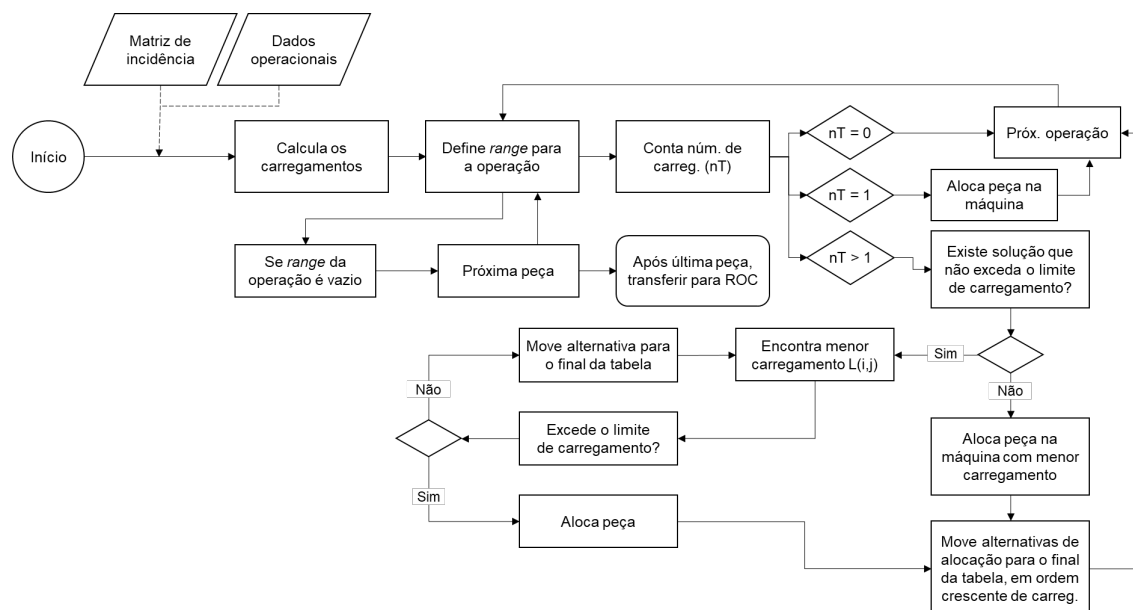 Matriz de
incidência
Dados
operacionais
Início
Calcula os
carregamentos
Define range para
a operação
Conta núm. de
carreg. (nT)
nT = 0
Próx. operação
nT = 1
Aloca peça na
máquina
nT > 1
Existe solução que
não exceda o limite
de carregamento?
Se range da
operação é vazio
Próxima peça
Após última peça,
transferir para ROC
Move alternativa para
o final da tabela
Encontra menor
carregamento L(i,j)
Sim
Não
Não
Excede o limite
de carregamento?
Aloca peça na
máquina com menor
carregamento
Sim
Aloca peça
Move alternativas de
alocação para o final
da tabela, em ordem
crescente de carreg.